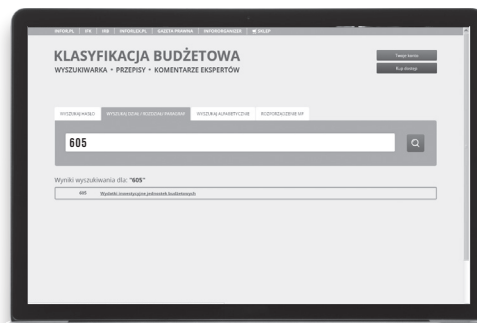 INFOR.PL | IFK | INB | INFORLEX.PL | GAZETA PRAWNA | INFORORGANIZER | SKLEP
KLASYFIKACJA BUDŻETOWA
WYSZUKIWARKA • PRZEPISY • KOMENTARZE EKSPERTÓW
Twoje konto
Kup dostęp
WYSZUKAJ HASŁO
WYSZUKAJ DZIAŁ / ROZDZIAŁ / PARAGRAF
WYSZUKAJ ALFABETYCZNIE
ROZPORZĄDZENIE MF
605
Wyniki wyszukiwania dla: "605"
605 Wydatki inwestycyjne jednostek budżetowych